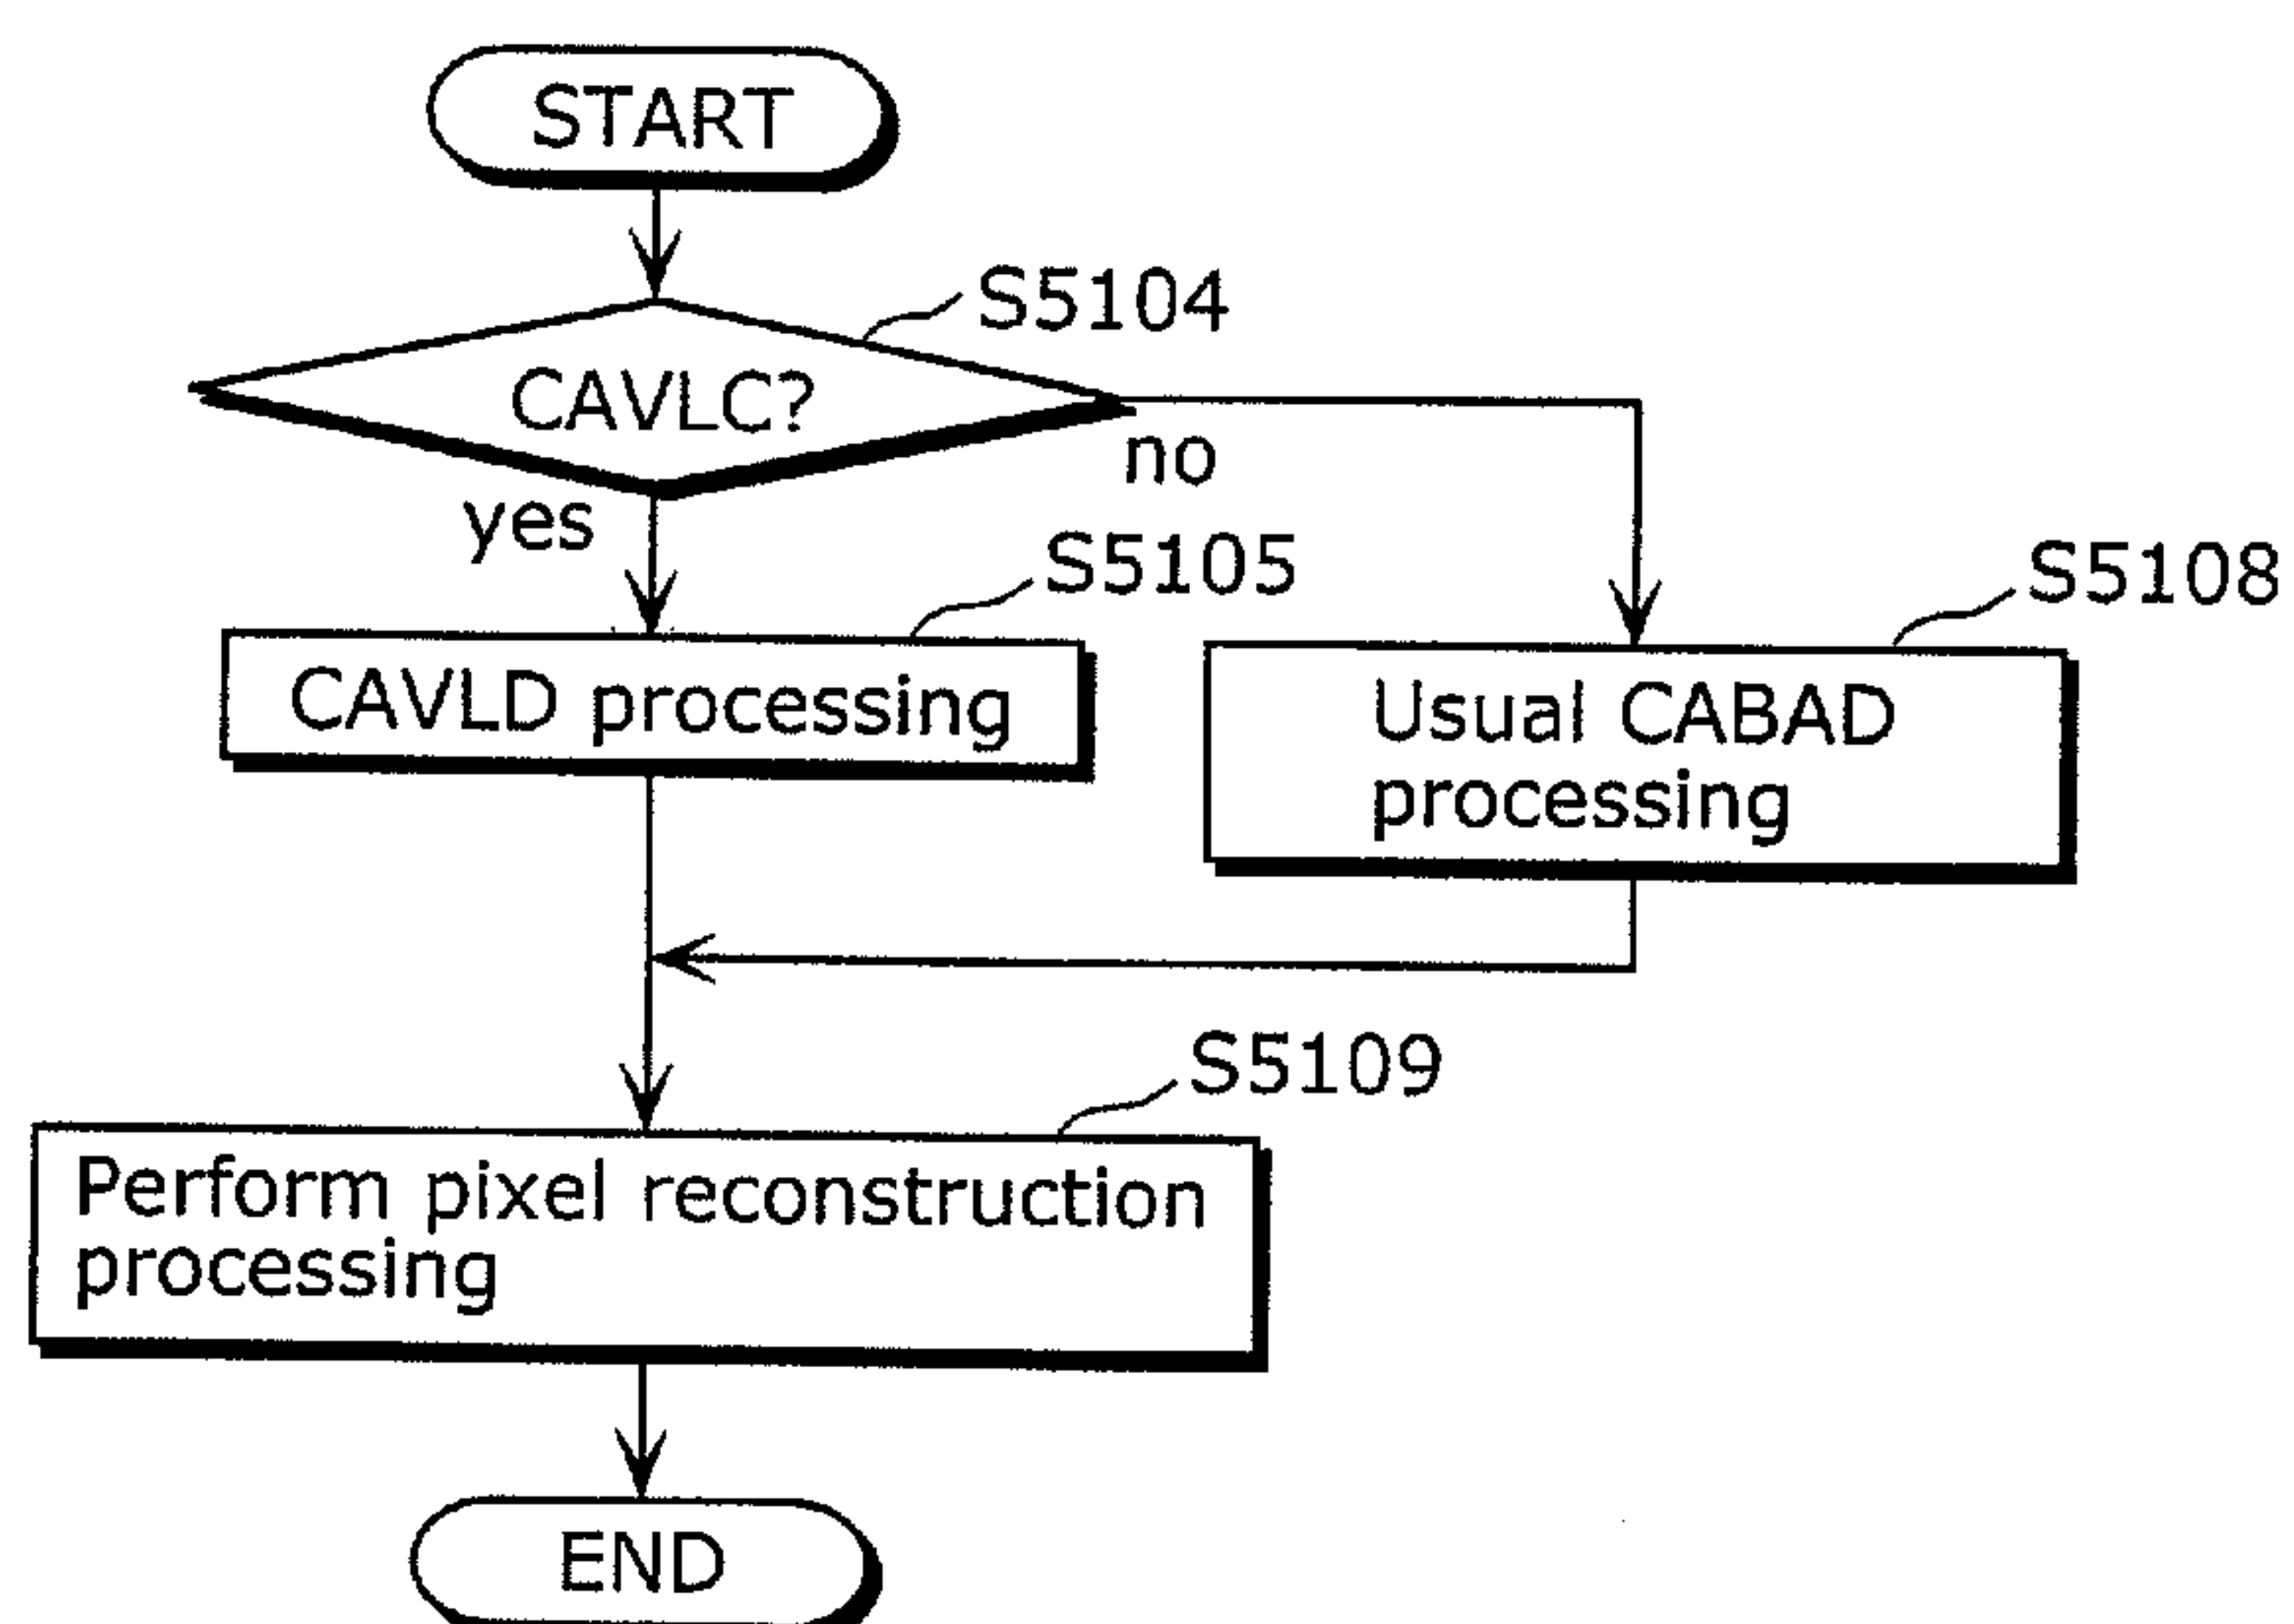 START
S5104
CAVLC?
no
yes
S5105
S5108
CAVLD processing
Usual CABAD
processing
S5109
Perform pixel reconstruction
processing
END